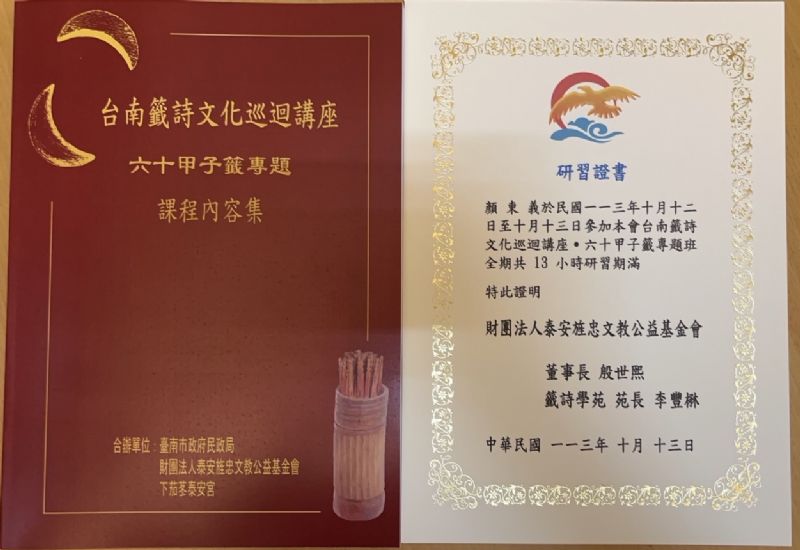 台南籤詩文化巡迴講座
六十甲子籤專題
課程內容集
合辦單位：臺南市政府民政局
財團法人泰安旌忠文教公益基金會
下茄苳泰安宮
研習證書
顏 東 義於民國一一三年十月十二
日至十月十三日參加本會台南籤詩
文化巡迴講座•六十甲子籤專題班
全期共 13 小時研習期滿
特此證明
財團法人泰安旌忠文教公益基金會
董事長 殷世熙
籤詩學苑 苑長 李豐楙
中華民國 一一三年 十月 十三日